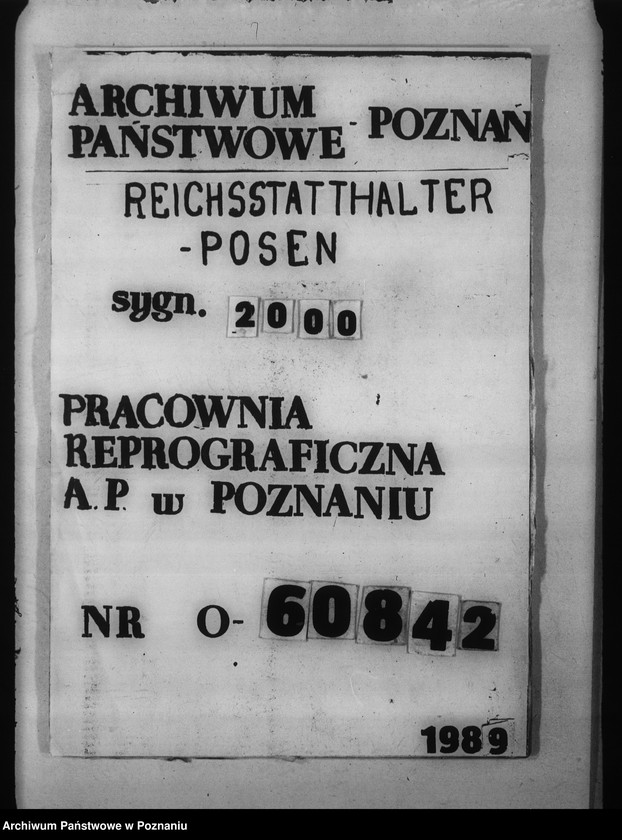 ARCHIWUM
PAŃSTWOWE - POZNAŃ
REICHSSTATTHALTER
-POSEN
sygn. 2000
PRACOWNIA
REPROGRAFICZNA
A.P. w POZNANIU
NR O-60842
1989
Archiwum Państwowe w Poznaniu